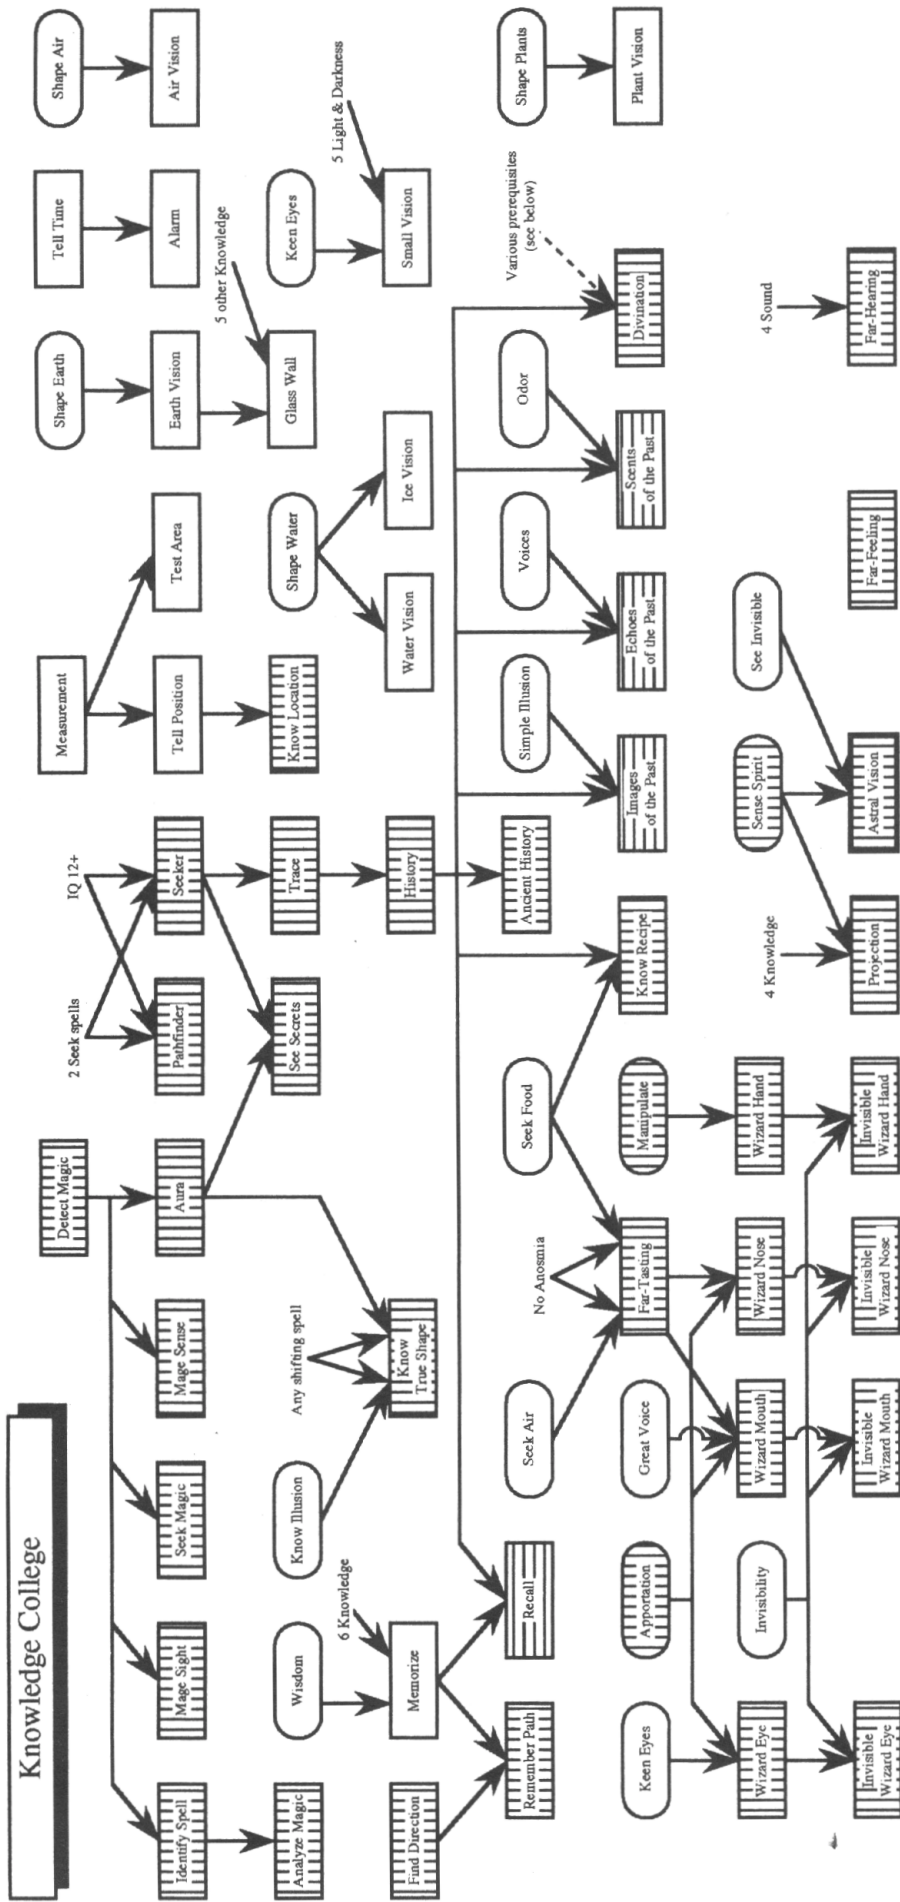 Knowledge College
Detect Magic
2 Seek spells
IQ 12+
Measurement
Shape Earth
Tell Time
Shape Air
Identify Spell
Mage Sight
Seek Magic
Mage Sense
Aura
Pathfinder
Seeker
Tell Position
Test Area
Earth Vision
Alarm
Air Vision
5 other Knowledge
Analyze Magic
Wisdom
Know Illusion
Any shifting spell
See Secrets
Trace
Know Location
Shape Water
Glass Wall
Keen Eyes
5 Light & Darkness
6 Knowledge
Find Direction
Memorize
Know
True Shape
History
Water Vision
Ice Vision
Small Vision
Remember Path
Recall
Seek Air
No Anosmia
Seek Food
Ancient History
Simple Illusion
Voices
Odor
Various prerequisites
(see below)
Shape Plants
Keen Eyes
Apportation
Great Voice
Far-Tasting
Manipulate
Know Recipe
Images
of the Past
Echoes
of the Past
Scents
of the Past
Divination
Plant Vision
Wizard Eye
Invisibility
Wizard Mouth
Wizard Nose
Wizard Hand
4 Knowledge
Sense Spirit
See Invisible
4 Sound
Invisible
Wizard Eye
Invisible
Wizard Mouth
Invisible
Wizard Nose
Invisible
Wizard Hand
Projection
Astral Vision
Far-Feeling
Far-Hearing